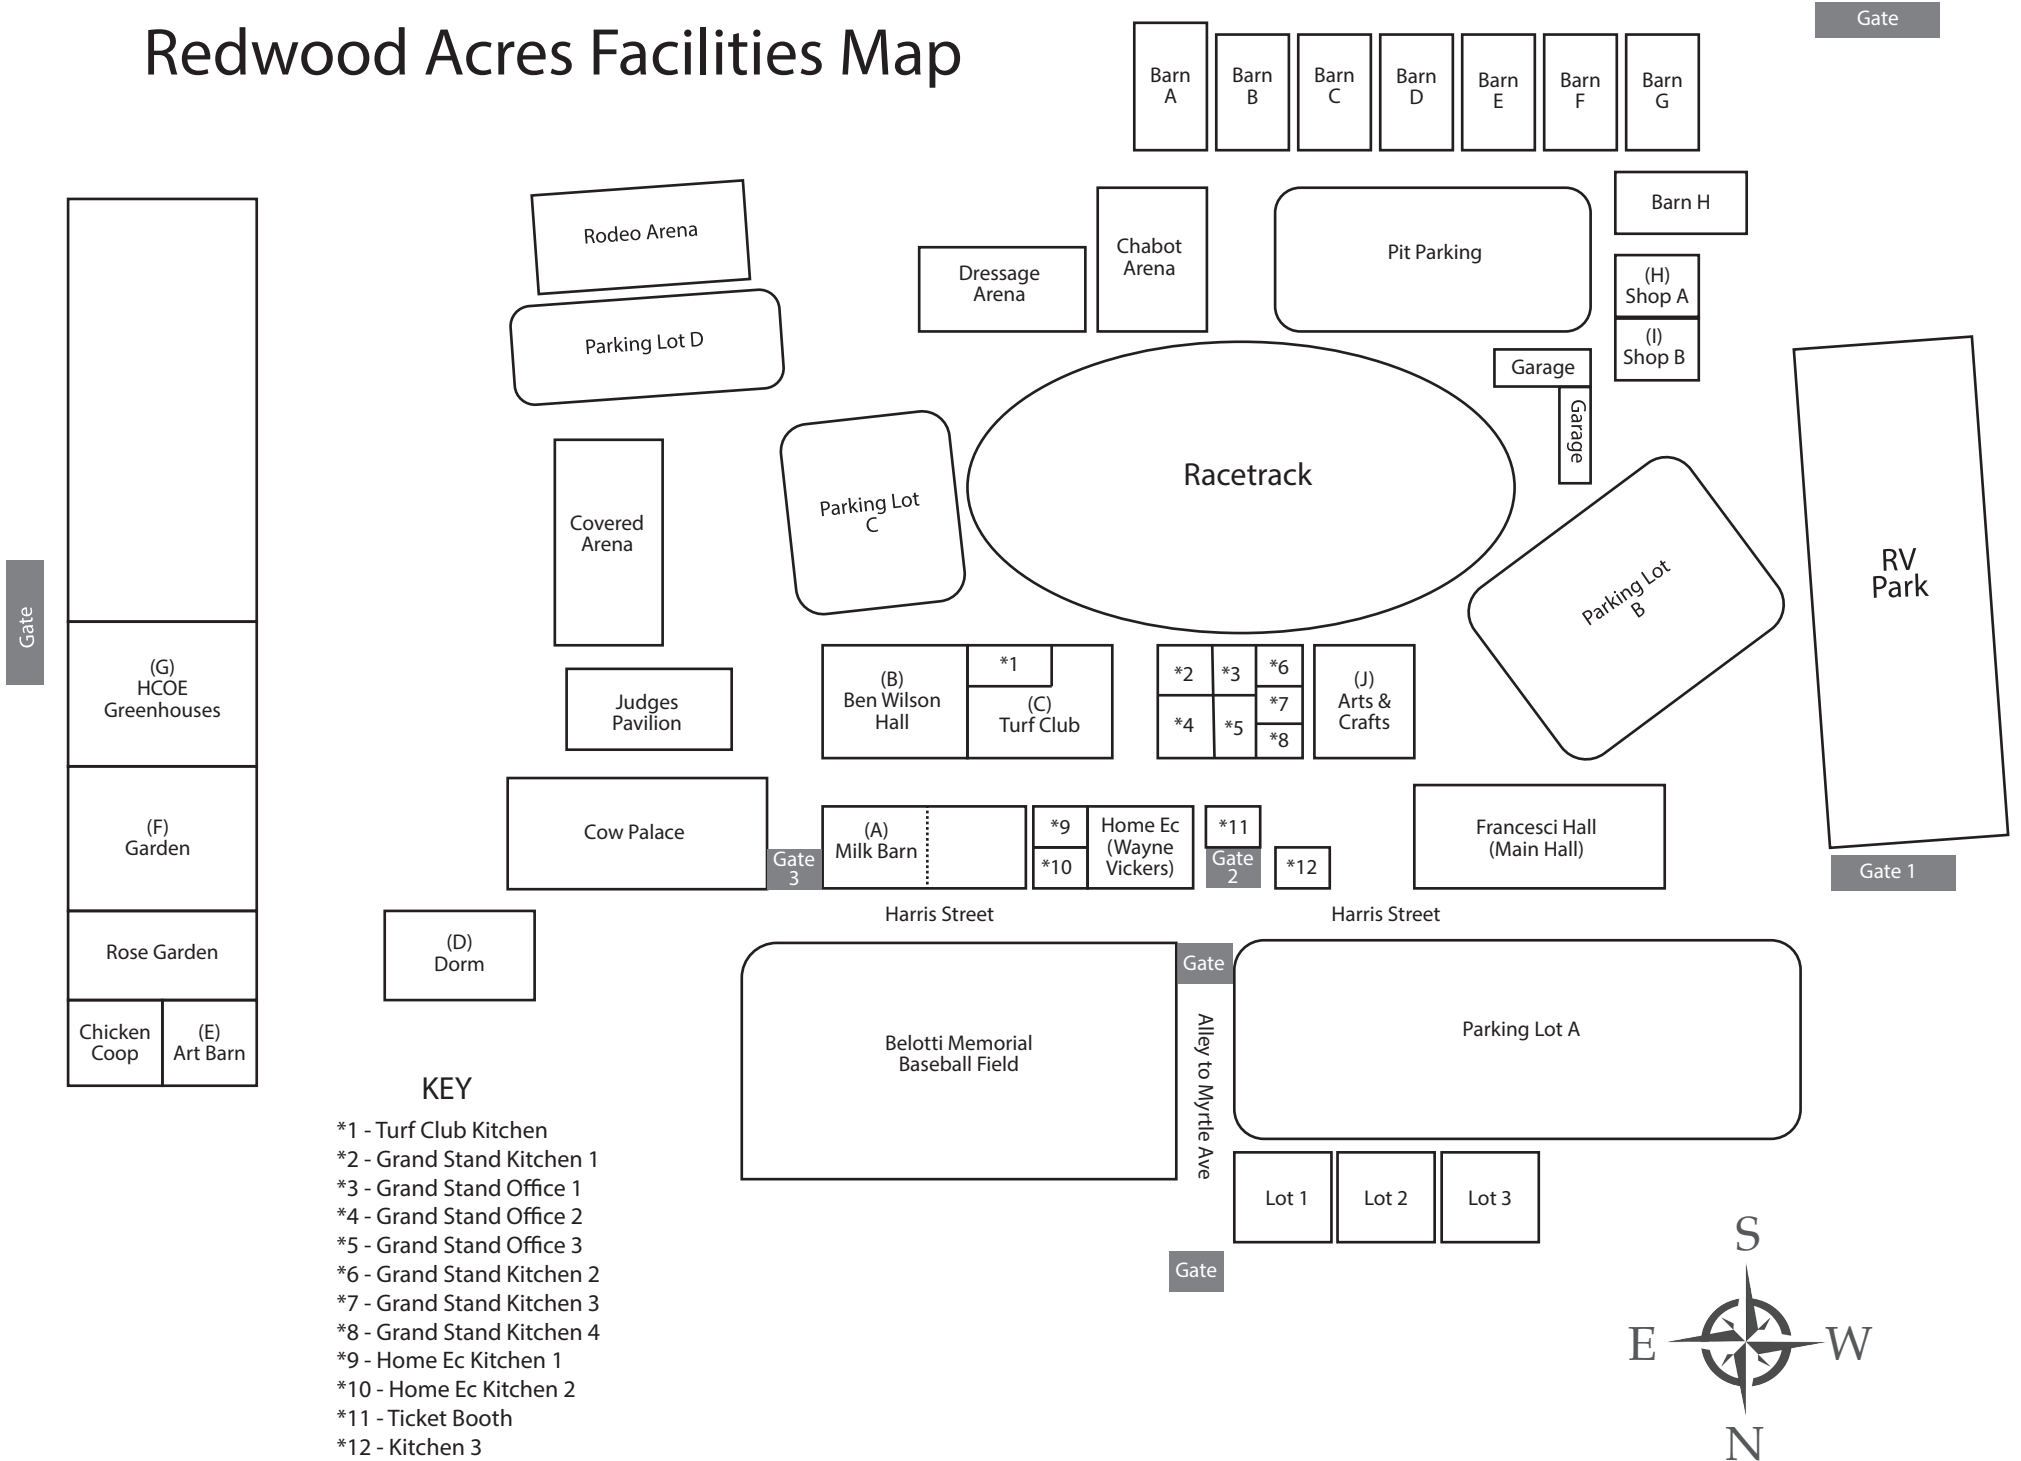 Redwood Acres Facilities Map
Gate
Barn
A
Barn
B
Barn
C
Barn
D
Barn
E
Barn
F
Barn
G
Barn H
Rodeo Arena
Parking Lot D
Dressage
Arena
Chabot
Arena
Pit Parking
(H)
Shop A
(I)
Shop B
Garage
Garage
Racetrack
Parking Lot
C
Covered
Arena
Parking Lot
B
RV
Park
Gate
(G)
HCOE
Greenhouses
Judges
Pavilion
(B)
Ben Wilson
Hall
*1
(C)
Turf Club
*2
*3
*4
*5
*6
*7
*8
(J)
Arts &
Crafts
(F)
Garden
Cow Palace
Gate
3
(A)
Milk Barn
*9
*10
Home Ec
(Wayne
Vickers)
*11
Gate
2
*12
Francesci Hall
(Main Hall)
Gate 1
Harris Street
Harris Street
Rose Garden
(D)
Dorm
Chicken
Coop
(E)
Art Barn
Belotti Memorial
Baseball Field
Gate
Alley to Myrtle Ave
Parking Lot A
Lot 1
Lot 2
Lot 3
Gate
KEY
*1 - Turf Club Kitchen
*2 - Grand Stand Kitchen 1
*3 - Grand Stand Office 1
*4 - Grand Stand Office 2
*5 - Grand Stand Office 3
*6 - Grand Stand Kitchen 2
*7 - Grand Stand Kitchen 3
*8 - Grand Stand Kitchen 4
*9 - Home Ec Kitchen 1
*10 - Home Ec Kitchen 2
*11 - Ticket Booth
*12 - Kitchen 3
S
E
W
N